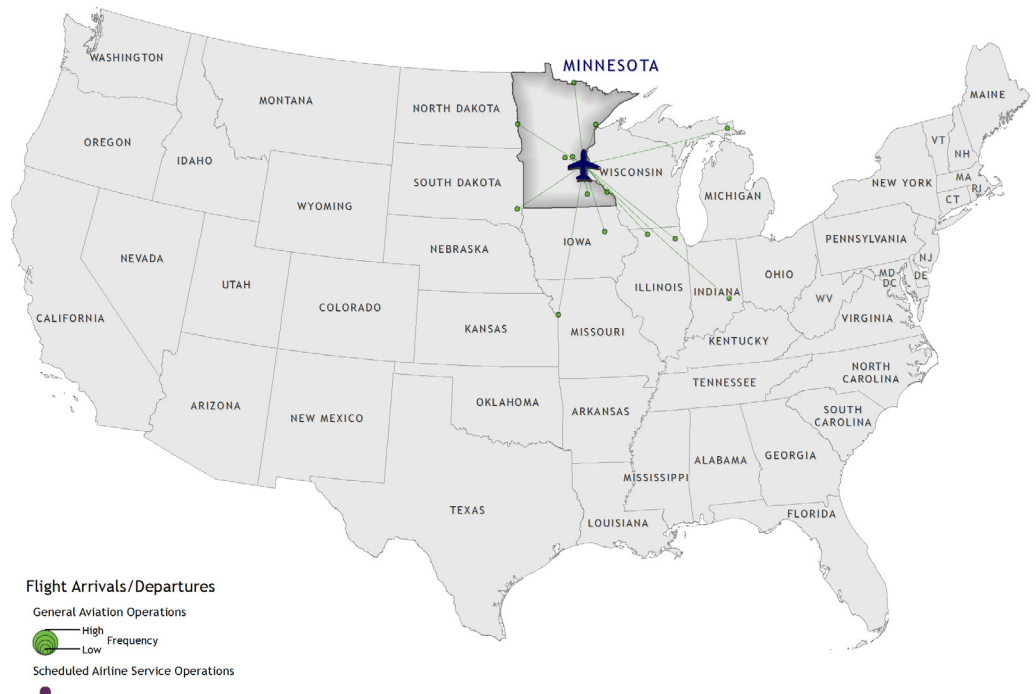 MINNESOTA
WASHINGTON
MONTANA
NORTH DAKOTA
MAINE
OREGON
IDAHO
VT
NH
SOUTH DAKOTA
WISCONSIN
MICHIGAN
NEW YORK
MA
RI
CT
WYOMING
NEBRASKA
IOWA
PENNSYLVANIA
NEVADA
UTAH
COLORADO
ILLINOIS
INDIANA
OHIO
NJ
MD
DE
DC
WV
CALIFORNIA
KANSAS
MISSOURI
KENTUCKY
VIRGINIA
ARIZONA
NEW MEXICO
OKLAHOMA
ARKANSAS
TENNESSEE
NORTH
CAROLINA
SOUTH
CAROLINA
TEXAS
LOUISIANA
MISSISSIPPI
ALABAMA
GEORGIA
FLORIDA
Flight Arrivals/Departures
General Aviation Operations
High
Frequency
Low
Scheduled Airline Service Operations